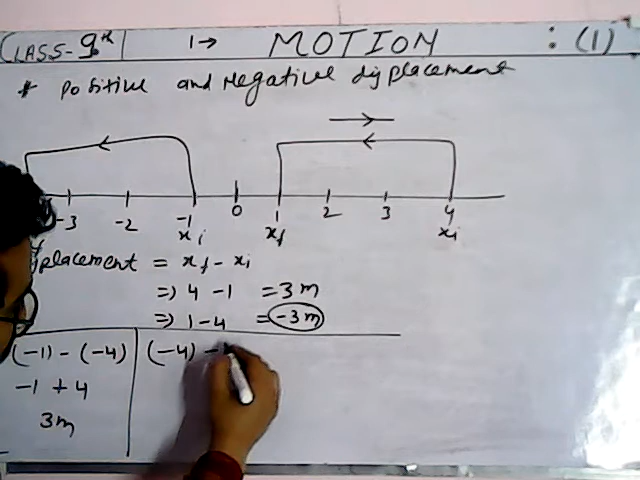 CLASS-9th 1→ MOTION : (1)
* Positive and Negative displacement
-3 -2 -1 0 1 2 3 4
xi xf xi
placement = xf - xi
=> 4 - 1 = 3m
=> 1 - 4 = -3m
(-1) - (-4) (-4) -
-1 + 4
3m